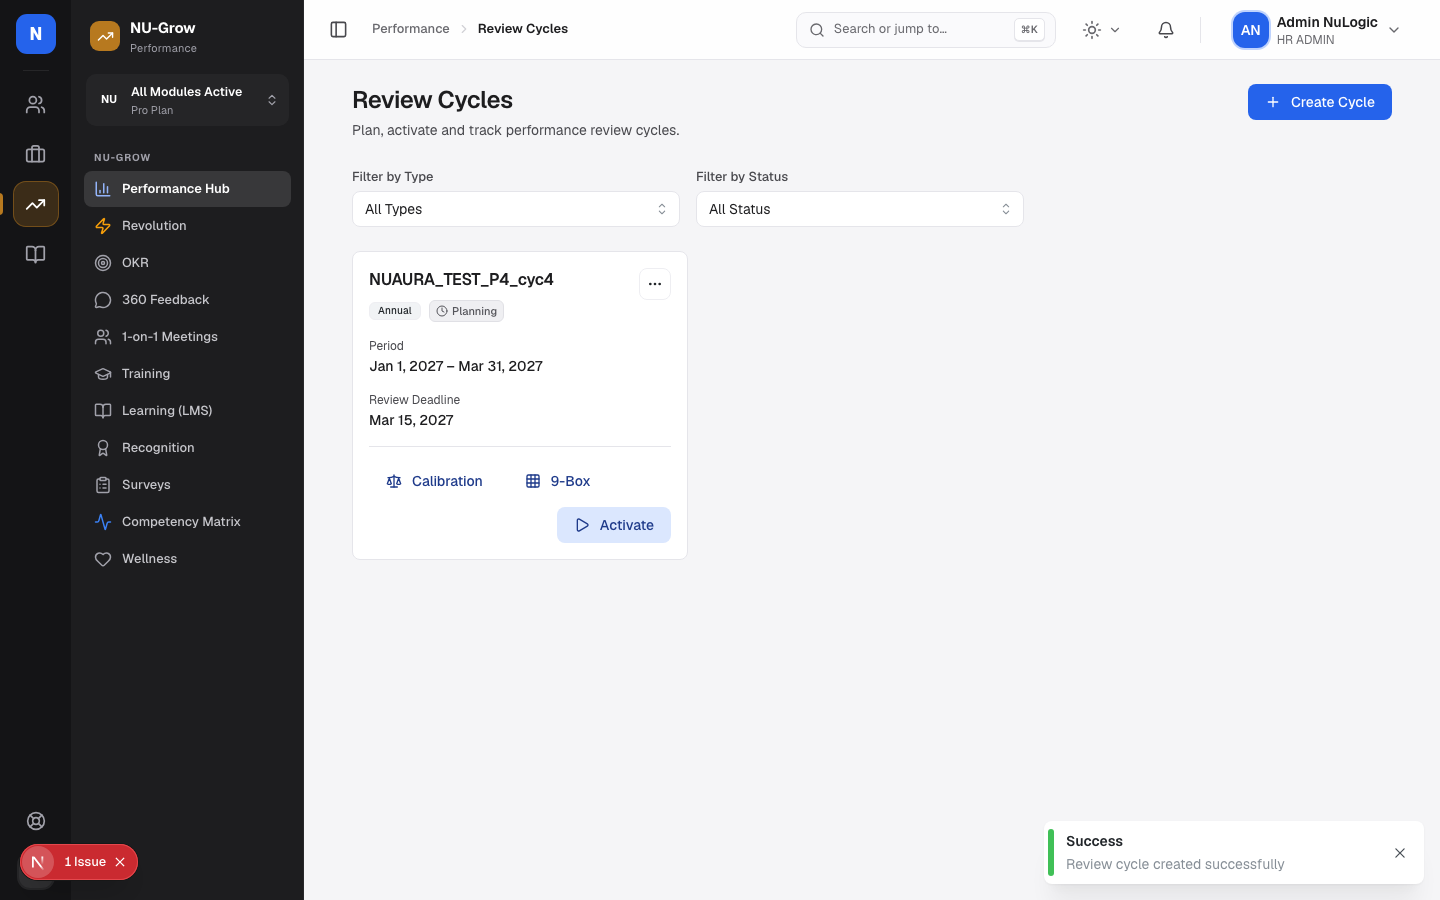 N
NU-Grow
Performance
NU
All Modules Active
Pro Plan
NU-GROW
Performance Hub
Revolution
OKR
360 Feedback
1-on-1 Meetings
Training
Learning (LMS)
Recognition
Surveys
Competency Matrix
Wellness
N
1 Issue
Performance
Review Cycles
Search or jump to...
⌘K
AN
Admin NuLogic
HR ADMIN
Review Cycles
Plan, activate and track performance review cycles.
Create Cycle
Filter by Type
All Types
Filter by Status
All Status
NUAURA_TEST_P4_cyc4
Annual
Planning
Period
Jan 1, 2027 – Mar 31, 2027
Review Deadline
Mar 15, 2027
Calibration
9-Box
Activate
Success
Review cycle created successfully